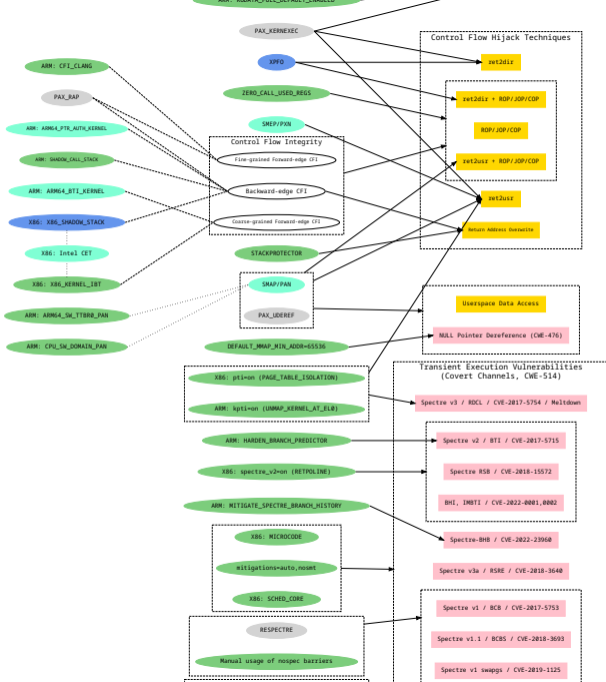 ARM: RODATA_FULL_DEFAULT_ENABLED
PAX_KERNEXEC
Control Flow Hijack Techniques
XPFO
ret2dir
ARM: CFI_CLANG
PAX_RAP
ZERO_CALL_USED_REGS
ret2dir + ROP/JOP/COP
ARM: ARM64_PTR_AUTH_KERNEL
SMEP/PXN
ROP/JOP/COP
Control Flow Integrity
ARM: SHADOW_CALL_STACK
Fine-grained Forward-edge CFI
ret2usr + ROP/JOP/COP
ARM: ARM64_BTI_KERNEL
Backward-edge CFI
ret2usr
X86: X86_SHADOW_STACK
Coarse-grained Forward-edge CFI
Return Address Overwrite
X86: Intel CET
STACKPROTECTOR
X86: X86_KERNEL_IBT
SMAP/PAN
Userspace Data Access
ARM: ARM64_SW_TTBR0_PAN
PAX_UDEREF
NULL Pointer Dereference (CWE-476)
ARM: CPU_SW_DOMAIN_PAN
DEFAULT_MMAP_MIN_ADDR=65536
Transient Execution Vulnerabilities
(Covert Channels, CWE-514)
X86: pti=on (PAGE_TABLE_ISOLATION)
Spectre v3 / RDCL / CVE-2017-5754 / Meltdown
ARM: kpti=on (UNMAP_KERNEL_AT_EL0)
ARM: HARDEN_BRANCH_PREDICTOR
Spectre v2 / BTI / CVE-2017-5715
X86: spectre_v2=on (RETPOLINE)
Spectre RSB / CVE-2018-15572
BHI, IMBTI / CVE-2022-0001,0002
ARM: MITIGATE_SPECTRE_BRANCH_HISTORY
X86: MICROCODE
Spectre-BHB / CVE-2022-23960
mitigations=auto,nosmt
Spectre v3a / RSRE / CVE-2018-3640
X86: SCHED_CORE
Spectre v1 / BCB / CVE-2017-5753
RESPECTRE
Spectre v1.1 / BCBS / CVE-2018-3693
Manual usage of nospec barriers
Spectre v1 swapgs / CVE-2019-1125